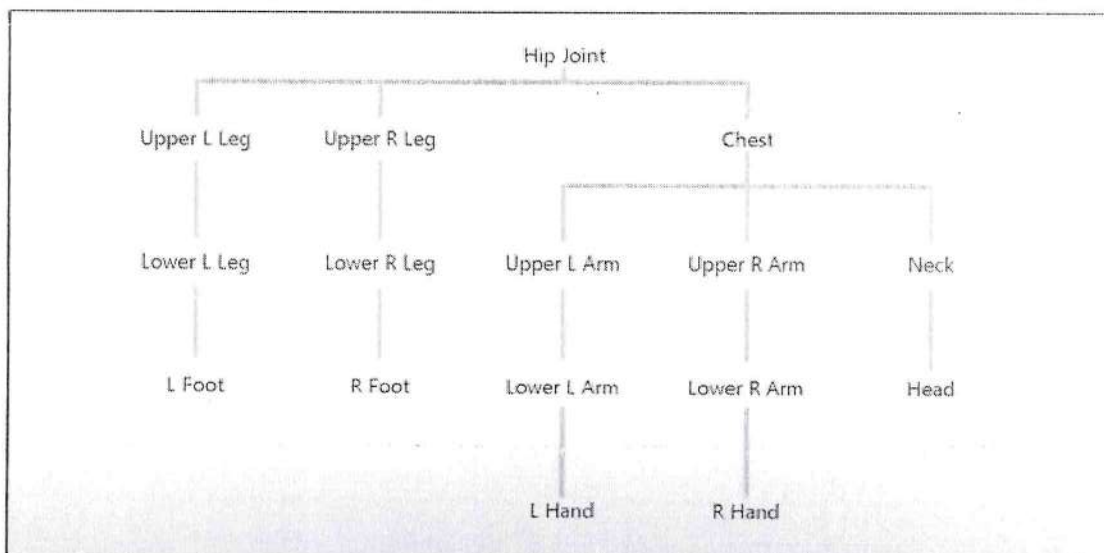 Hip Joint
Upper L Leg Upper R Leg Chest
Lower L Leg Lower R Leg Upper L Arm Upper R Arm Neck
L Foot R Foot Lower L Arm Lower R Arm Head
L Hand R Hand